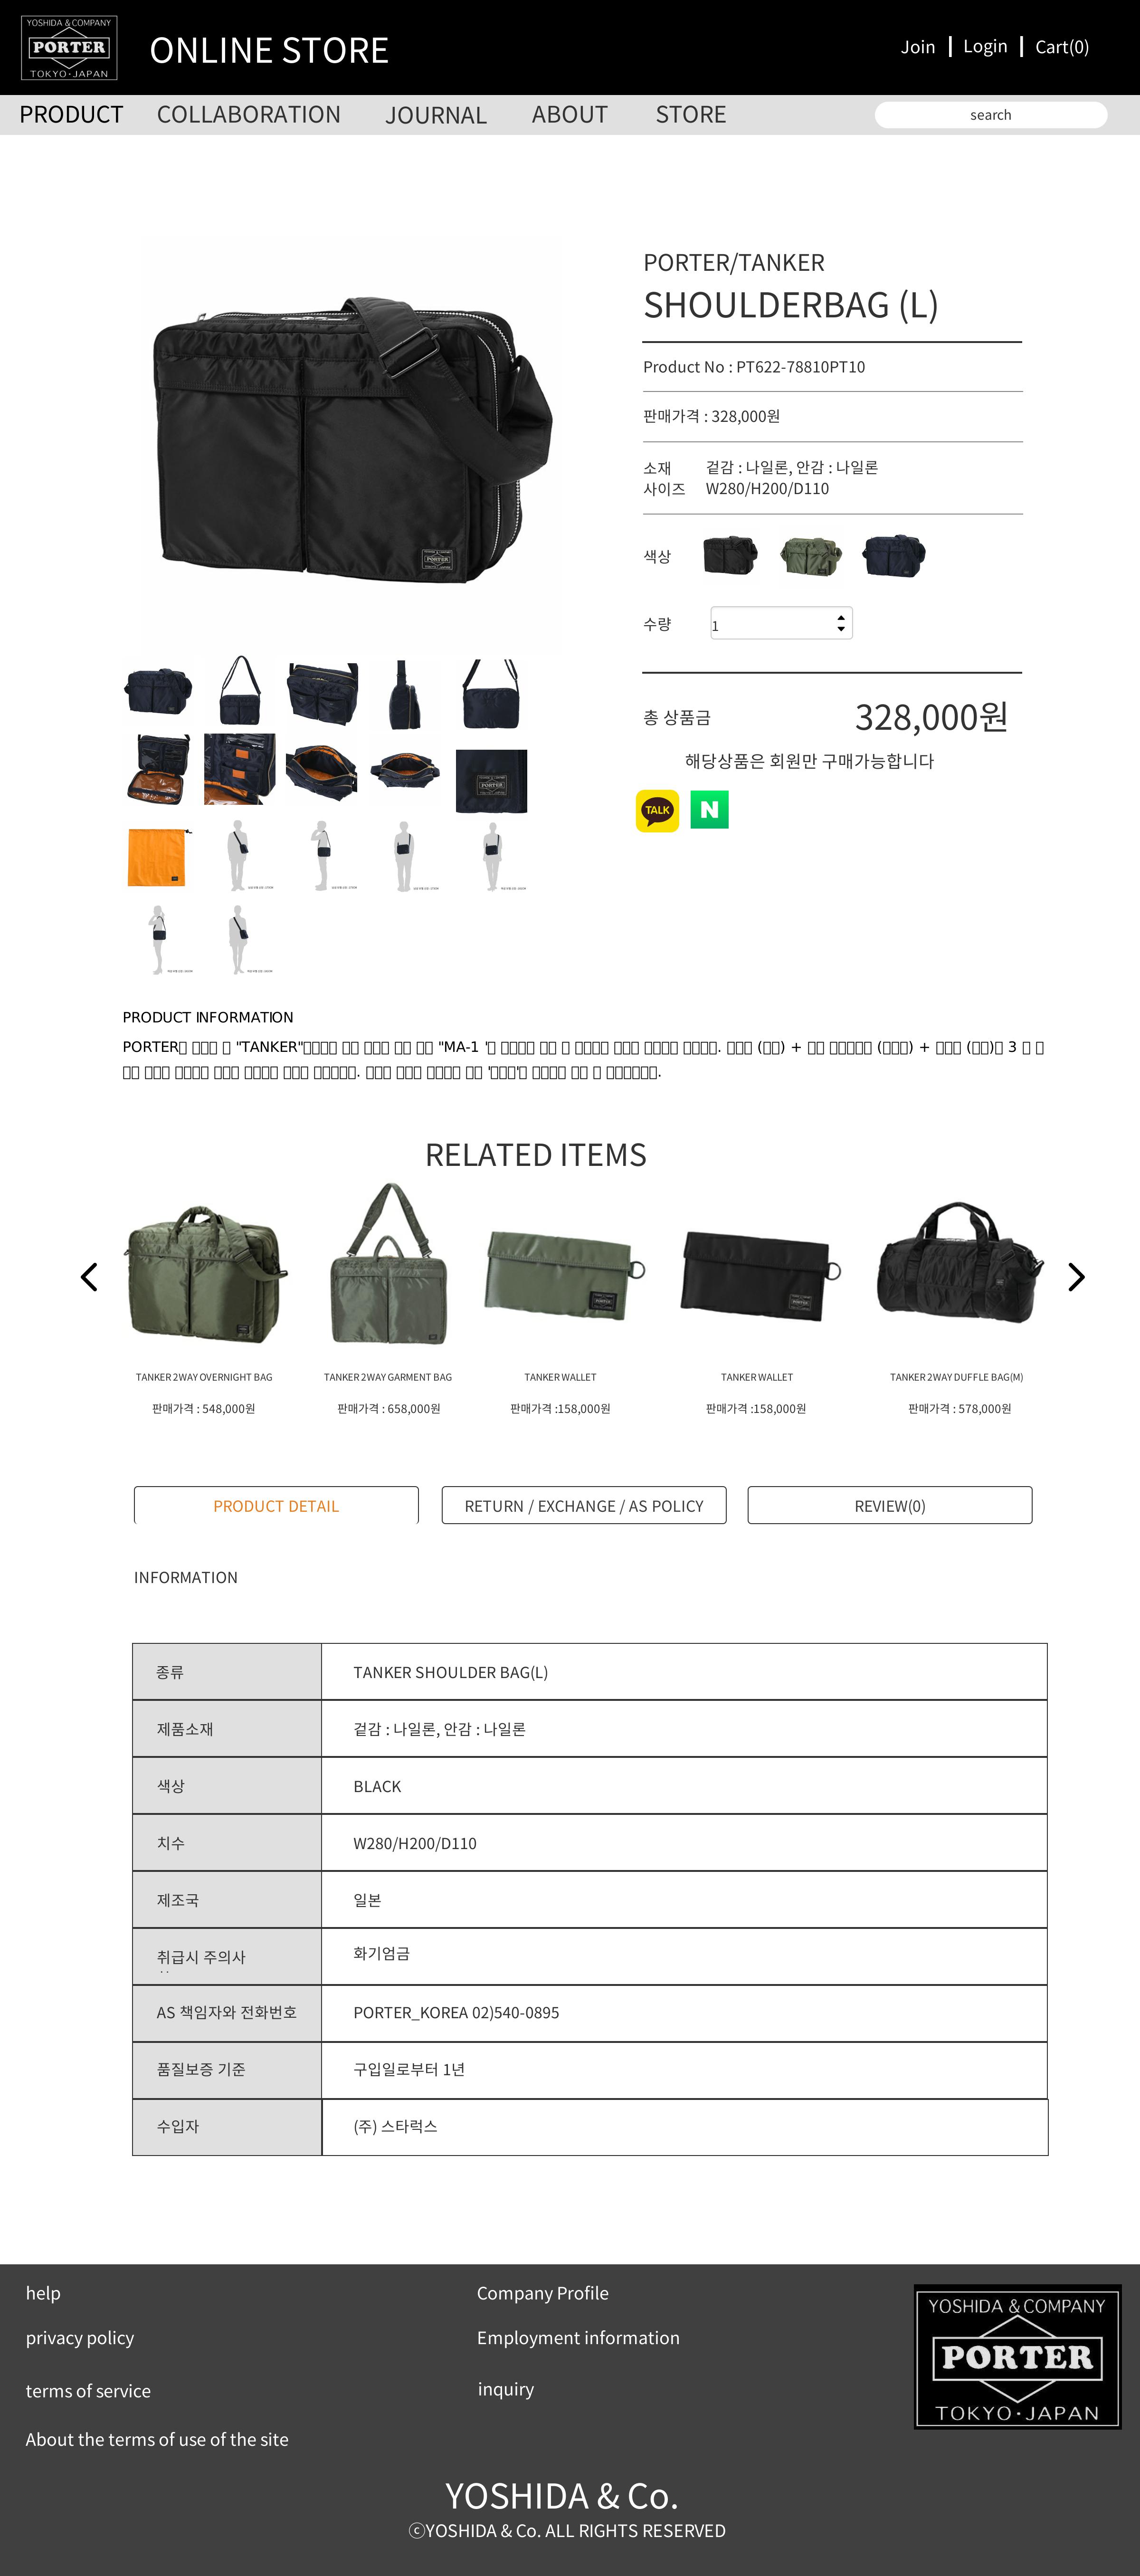 YOSHIDA & COMPANY
PORTER
TOKYO·JAPAN
ONLINE STORE
Join
Login
Cart(0)
PRODUCT
COLLABORATION
JOURNAL
ABOUT
STORE
search
PORTER/TANKER
SHOULDERBAG (L)
Product No : PT622-78810PT10
판매가격 : 328,000원
소재 겉감 : 나일론, 안감 : 나일론
사이즈 W280/H200/D110
색상
수량 1
총 상품금 328,000원
해당상품은 회원만 구매가능합니다
TALK
N
PORTER
PRODUCT INFORMATION
PORTER "TANKER" "MA-1 ' . ( ) + ( ) + ( ) 3
. ' ' .
RELATED ITEMS
TANKER 2WAY OVERNIGHT BAG
판매가격 : 548,000원
TANKER 2WAY GARMENT BAG
판매가격 : 658,000원
TANKER WALLET
판매가격 :158,000원
TANKER WALLET
판매가격 :158,000원
TANKER 2WAY DUFFLE BAG(M)
판매가격 : 578,000원
PRODUCT DETAIL
RETURN / EXCHANGE / AS POLICY
REVIEW(0)
INFORMATION
종류 TANKER SHOULDER BAG(L)
제품소재 겉감 : 나일론, 안감 : 나일론
색상 BLACK
치수 W280/H200/D110
제조국 일본
취급시 주의사 화기엄금
AS 책임자와 전화번호 PORTER_KOREA 02)540-0895
품질보증 기준 구입일로부터 1년
수입자 (주) 스타럭스
help
privacy policy
terms of service
About the terms of use of the site
Company Profile
Employment information
inquiry
YOSHIDA & COMPANY
PORTER
TOKYO·JAPAN
YOSHIDA & Co.
ⓒYOSHIDA & Co. ALL RIGHTS RESERVED